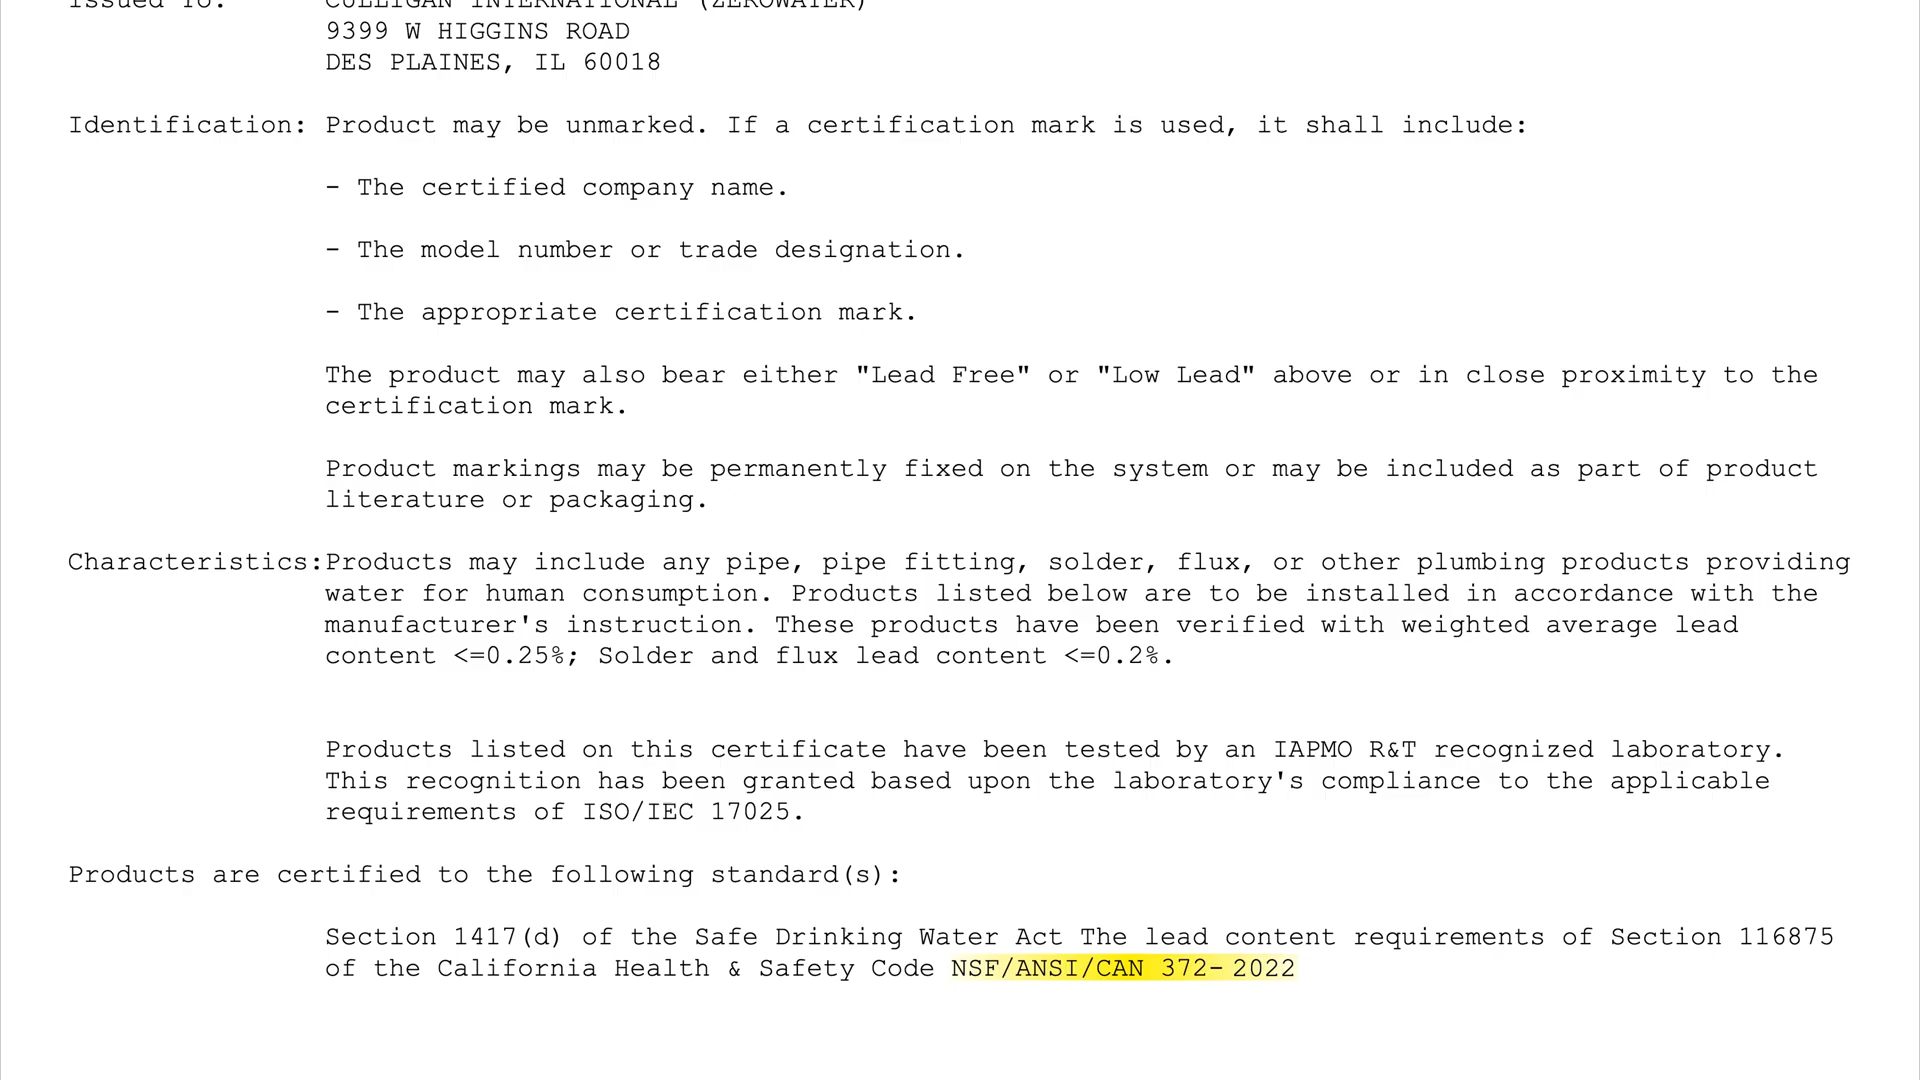 Issued To: CULLIGAN INTERNATIONAL (ZEROWATER)
9399 W HIGGINS ROAD
DES PLAINES, IL 60018
Identification: Product may be unmarked. If a certification mark is used, it shall include:
- The certified company name.
- The model number or trade designation.
- The appropriate certification mark.
The product may also bear either "Lead Free" or "Low Lead" above or in close proximity to the
certification mark.
Product markings may be permanently fixed on the system or may be included as part of product
literature or packaging.
Characteristics:Products may include any pipe, pipe fitting, solder, flux, or other plumbing products providing
water for human consumption. Products listed below are to be installed in accordance with the
manufacturer's instruction. These products have been verified with weighted average lead
content <=0.25%; Solder and flux lead content <=0.2%.
Products listed on this certificate have been tested by an IAPMO R&T recognized laboratory.
This recognition has been granted based upon the laboratory's compliance to the applicable
requirements of ISO/IEC 17025.
Products are certified to the following standard(s):
Section 1417(d) of the Safe Drinking Water Act The lead content requirements of Section 116875
of the California Health & Safety Code NSF/ANSI/CAN 372-2022